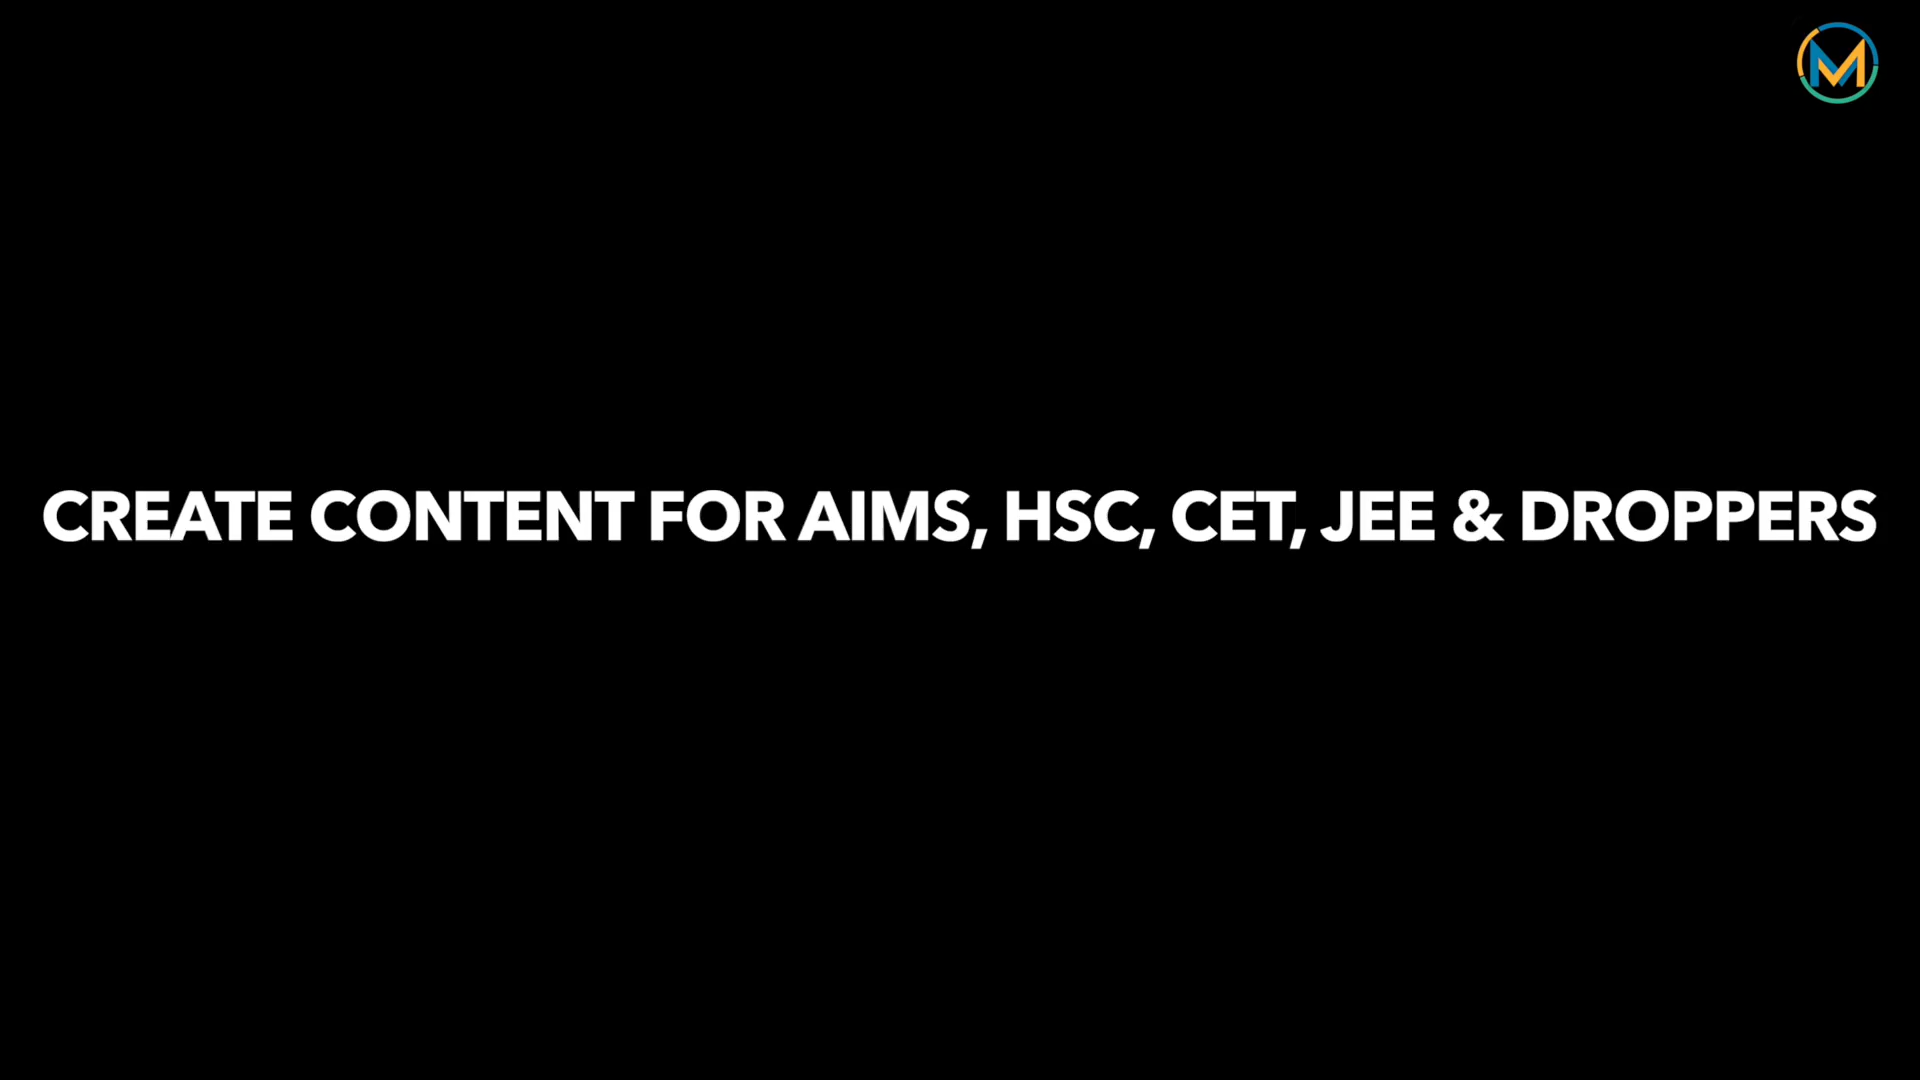 CREATE CONTENT FOR AIMS, HSC, CET, JEE & DROPPERS